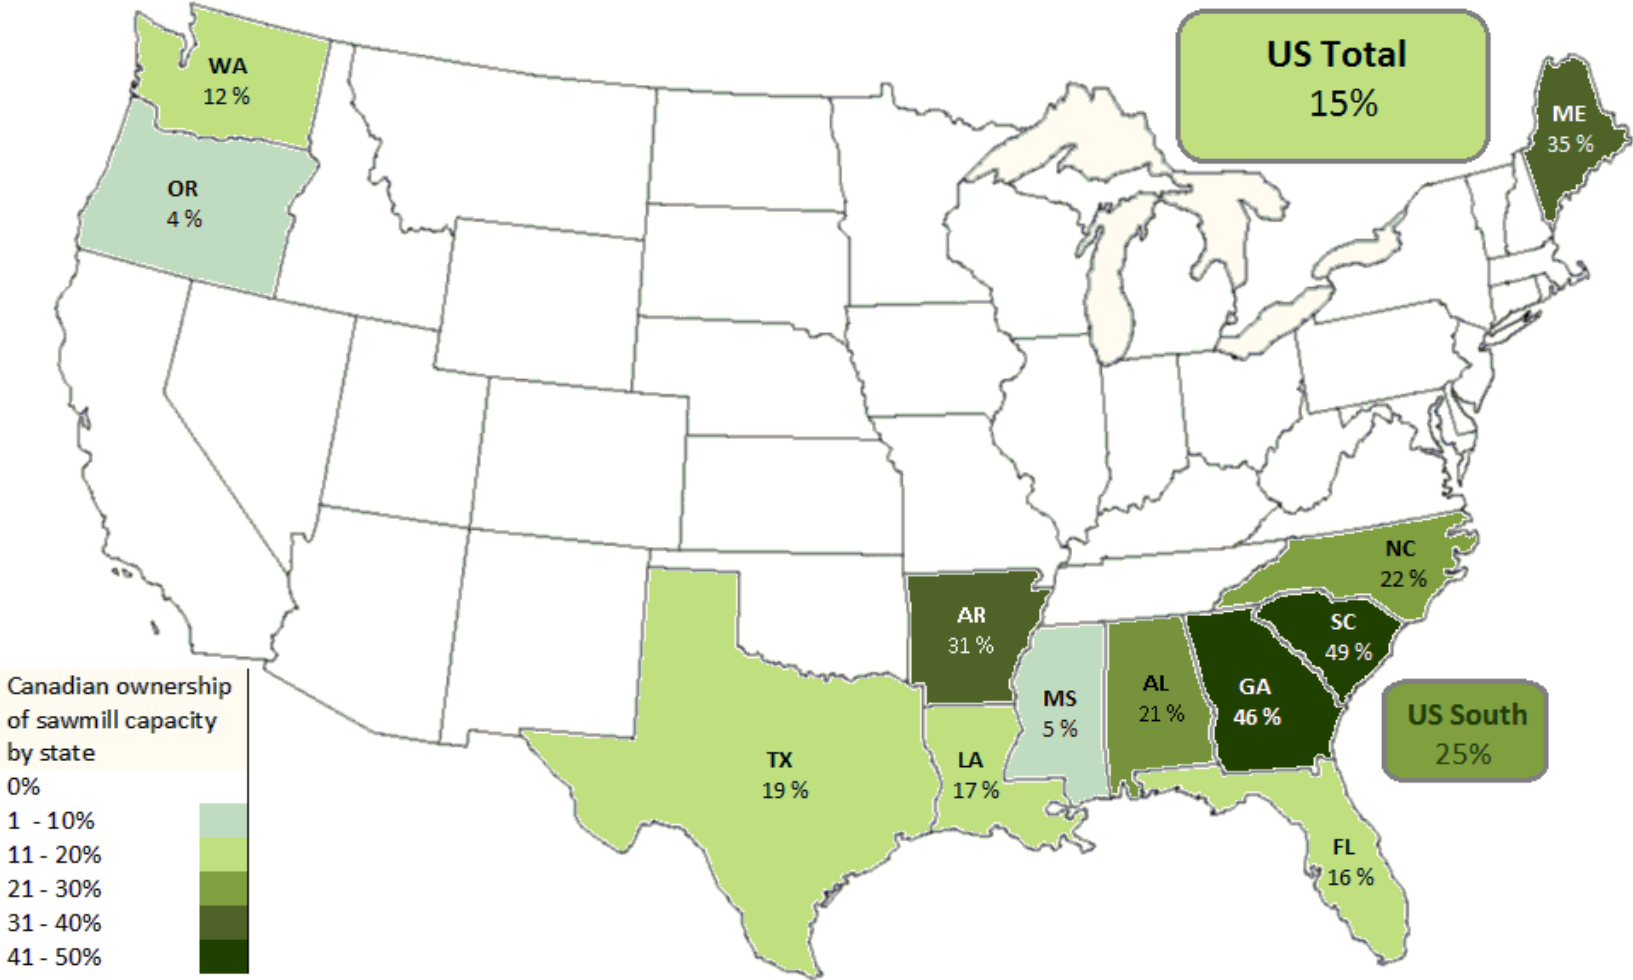 US Total
15%
WA
12 %
ME
35 %
OR
4 %
NC
22 %
AR
31 %
SC
49 %
MS
5 %
AL
21 %
GA
46 %
US South
25%
TX
19 %
LA
17 %
FL
16 %
Canadian ownership
of sawmill capacity
by state
0%
1 - 10%
11 - 20%
21 - 30%
31 - 40%
41 - 50%